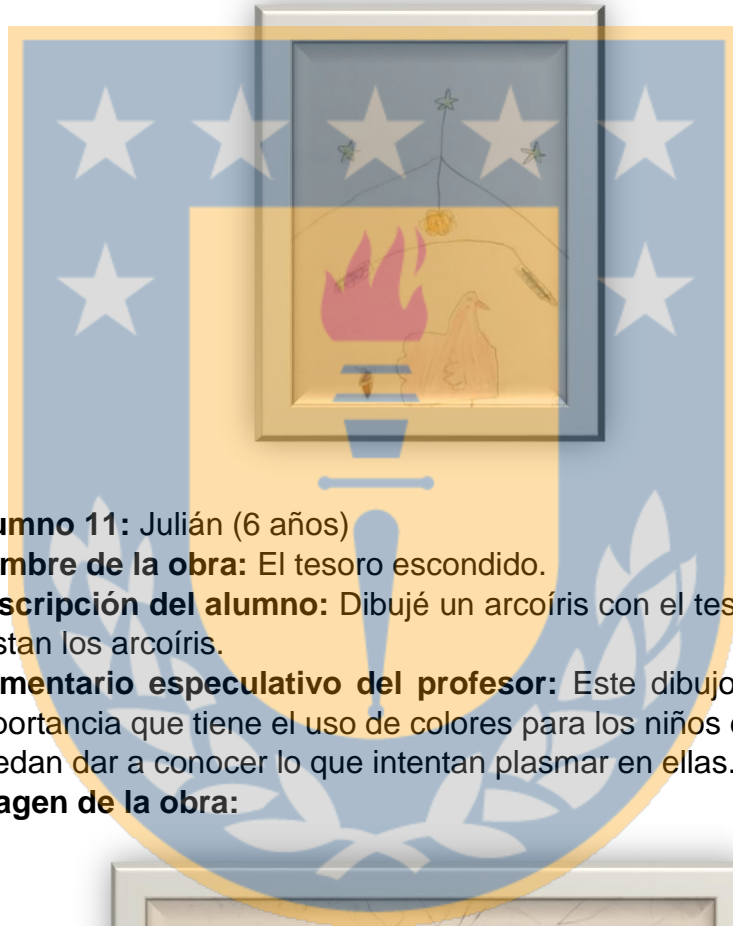 umno 11: Julián (6 años)
mbre de la obra: El tesoro escondido.
scripción del alumno: Dibujé un arcoíris con el tes
stan los arcoíris.
mentario especulativo del profesor: Este dibujo
portancia que tiene el uso de colores para los niños
edan dar a conocer lo que intentan plasmar en ellas.
agen de la obra: